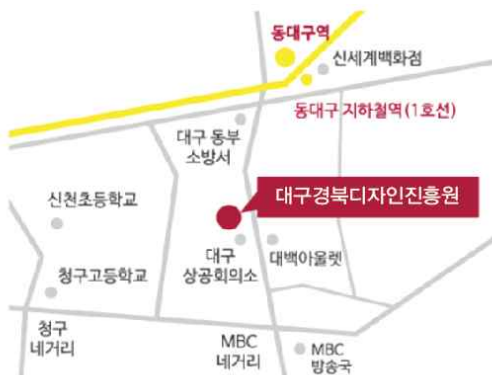 동대구역
신세계백화점
동대구 지하철역 (1호선)
대구 동부
소방서
신천초등학교
대구경북디자인진흥원
대구
상공회의소
대백아울렛
청구고등학교
청구
네거리
MBC
네거리
MBC
방송국